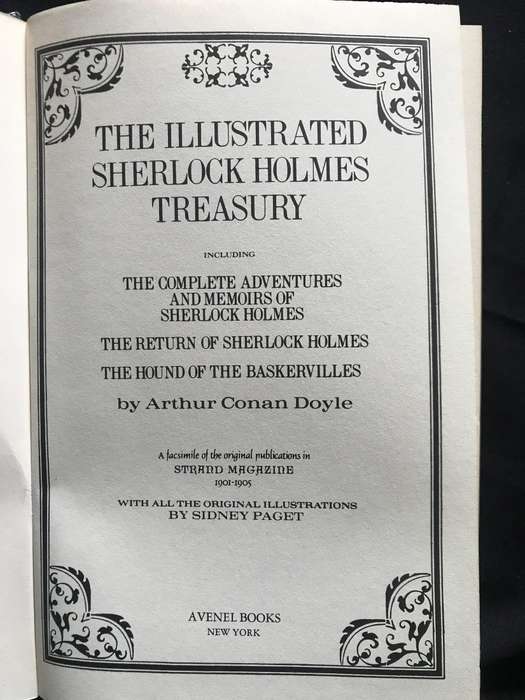 THE ILLUSTRATED
SHERLOCK HOLMES
TREASURY
INCLUDING
THE COMPLETE ADVENTURES
AND MEMOIRS OF
SHERLOCK HOLMES
THE RETURN OF SHERLOCK HOLMES
THE HOUND OF THE BASKERVILLES
by Arthur Conan Doyle
A facsimile of the original publications in
STRAND MAGAZINE
1901-1905
WITH ALL THE ORIGINAL ILLUSTRATIONS
BY SIDNEY PAGET
AVENEL BOOKS
NEW YORK